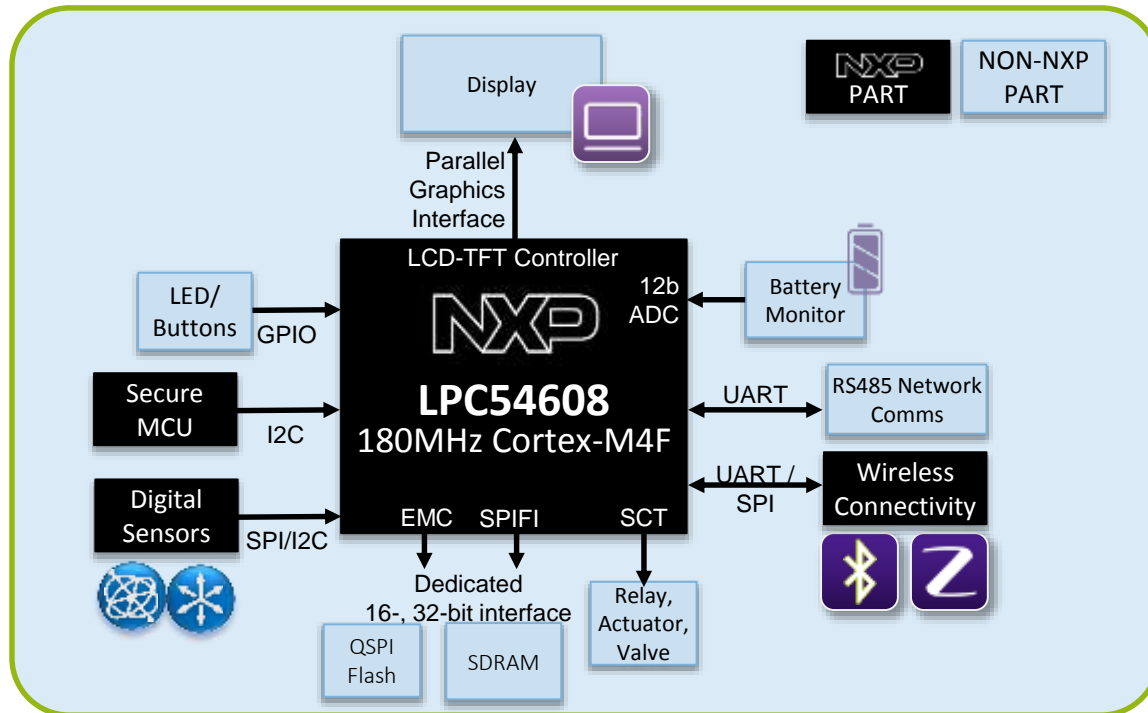 Display
NXP
PART
NON-NXP
PART
Parallel
Graphics
Interface
LCD-TFT Controller
12b
ADC
NXP
LPC54608
180MHz Cortex-M4F
EMC
SPIFI
SCT
LED/
Buttons
GPIO
Secure
MCU
I2C
Digital
Sensors
SPI/I2C
Battery
Monitor
UART
RS485 Network
Comms
UART /
SPI
Wireless
Connectivity
Dedicated
16-, 32-bit interface
QSPI
Flash
SDRAM
Relay,
Actuator,
Valve